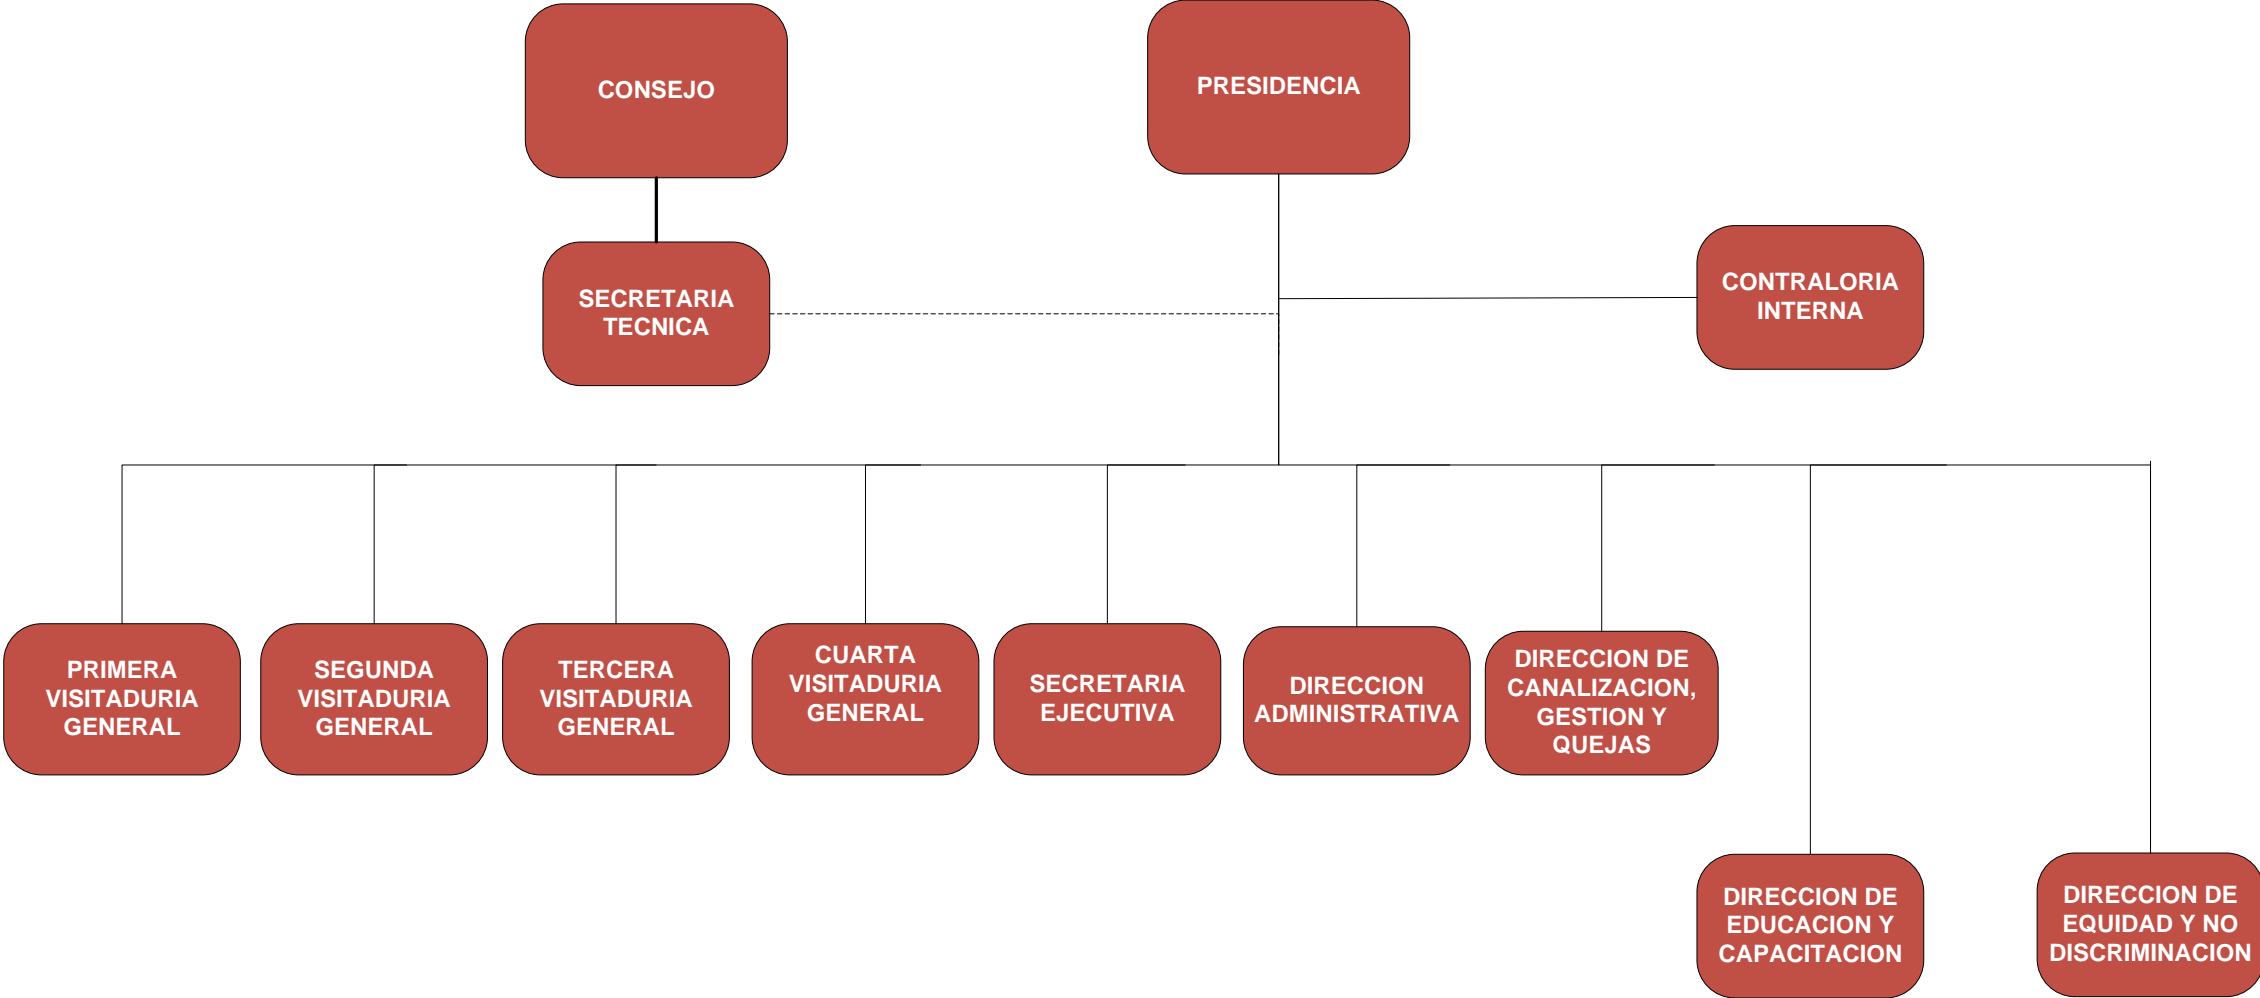 CONSEJO
PRESIDENCIA
SECRETARIA
TECNICA
CONTRALORIA
INTERNA
PRIMERA
VISITADURIA
GENERAL
SEGUNDA
VISITADURIA
GENERAL
TERCERA
VISITADURIA
GENERAL
CUARTA
VISITADURIA
GENERAL
SECRETARIA
EJECUTIVA
DIRECCION
ADMINISTRATIVA
DIRECCION DE
CANALIZACION,
GESTION Y
QUEJAS
DIRECCION DE
EDUCACION Y
CAPACITACION
DIRECCION DE
EQUIDAD Y NO
DISCRIMINACION